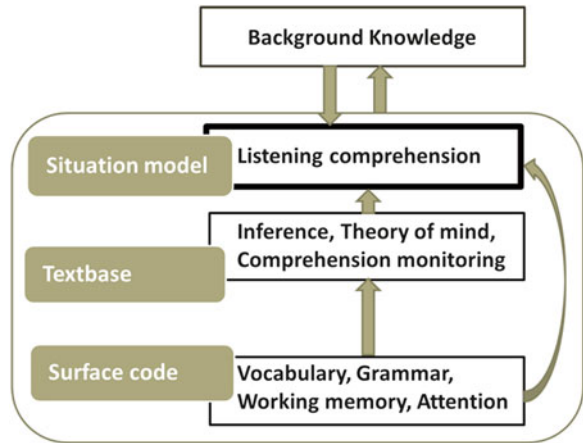 Background Knowledge
Situation model
Listening comprehension
Inference, Theory of mind,
Comprehension monitoring
Textbase
Surface code
Vocabulary, Grammar,
Working memory, Attention